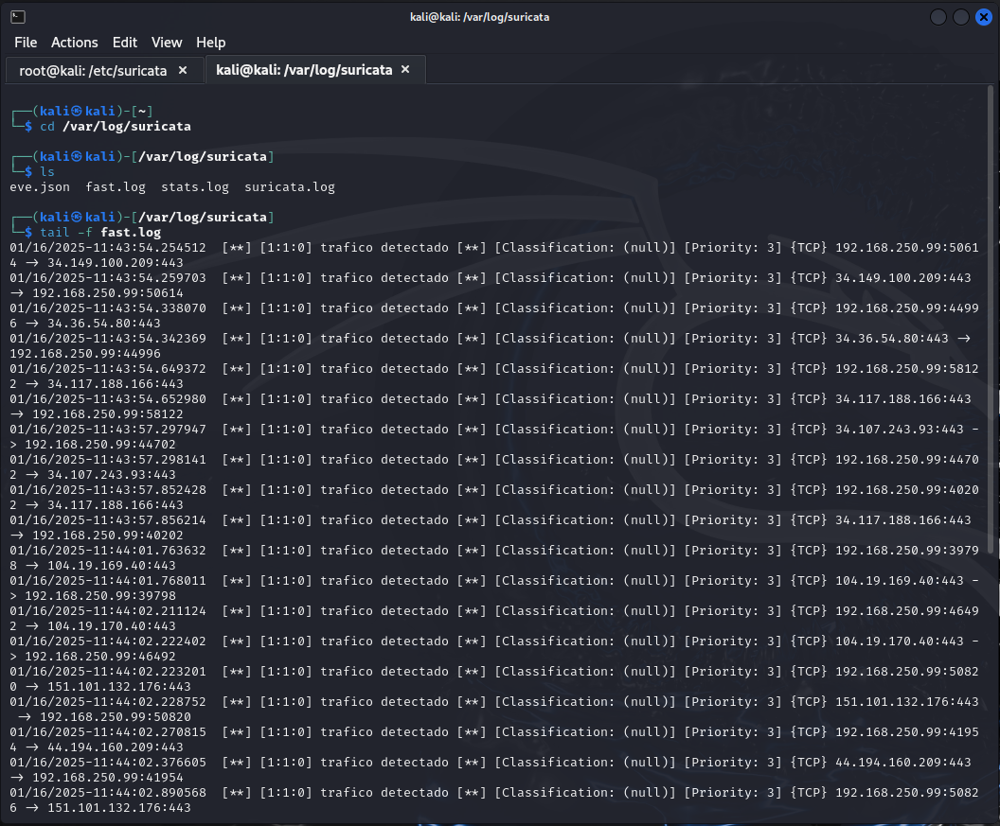 kali@kali: /var/log/suricata
File Actions Edit View Help
root@kali: /etc/suricata × kali@kali: /var/log/suricata ×
┌──(kali㉿kali)-[~]
└─$ cd /var/log/suricata
┌──(kali㉿kali)-[/var/log/suricata]
└─$ ls
eve.json  fast.log  stats.log  suricata.log
┌──(kali㉿kali)-[/var/log/suricata]
└─$ tail -f fast.log
01/16/2025-11:43:54.254512  [**] [1:1:0] trafico detectado [**] [Classification: (null)] [Priority: 3] {TCP} 192.168.250.99:5061
4 → 34.149.100.209:443
01/16/2025-11:43:54.259703  [**] [1:1:0] trafico detectado [**] [Classification: (null)] [Priority: 3] {TCP} 34.149.100.209:443
→ 192.168.250.99:50614
01/16/2025-11:43:54.338070  [**] [1:1:0] trafico detectado [**] [Classification: (null)] [Priority: 3] {TCP} 192.168.250.99:4499
6 → 34.36.54.80:443
01/16/2025-11:43:54.342369  [**] [1:1:0] trafico detectado [**] [Classification: (null)] [Priority: 3] {TCP} 34.36.54.80:443 →
192.168.250.99:44996
01/16/2025-11:43:54.649372  [**] [1:1:0] trafico detectado [**] [Classification: (null)] [Priority: 3] {TCP} 192.168.250.99:5812
2 → 34.117.188.166:443
01/16/2025-11:43:54.652980  [**] [1:1:0] trafico detectado [**] [Classification: (null)] [Priority: 3] {TCP} 34.117.188.166:443
→ 192.168.250.99:58122
01/16/2025-11:43:57.297947  [**] [1:1:0] trafico detectado [**] [Classification: (null)] [Priority: 3] {TCP} 34.107.243.93:443 -
> 192.168.250.99:44702
01/16/2025-11:43:57.298141  [**] [1:1:0] trafico detectado [**] [Classification: (null)] [Priority: 3] {TCP} 192.168.250.99:4470
2 → 34.107.243.93:443
01/16/2025-11:43:57.852428  [**] [1:1:0] trafico detectado [**] [Classification: (null)] [Priority: 3] {TCP} 192.168.250.99:4020
2 → 34.117.188.166:443
01/16/2025-11:43:57.856214  [**] [1:1:0] trafico detectado [**] [Classification: (null)] [Priority: 3] {TCP} 34.117.188.166:443
→ 192.168.250.99:40202
01/16/2025-11:44:01.763632  [**] [1:1:0] trafico detectado [**] [Classification: (null)] [Priority: 3] {TCP} 192.168.250.99:3979
8 → 104.19.169.40:443
01/16/2025-11:44:01.768011  [**] [1:1:0] trafico detectado [**] [Classification: (null)] [Priority: 3] {TCP} 104.19.169.40:443 -
> 192.168.250.99:39798
01/16/2025-11:44:02.211124  [**] [1:1:0] trafico detectado [**] [Classification: (null)] [Priority: 3] {TCP} 192.168.250.99:4649
2 → 104.19.170.40:443
01/16/2025-11:44:02.222402  [**] [1:1:0] trafico detectado [**] [Classification: (null)] [Priority: 3] {TCP} 104.19.170.40:443 -
> 192.168.250.99:46492
01/16/2025-11:44:02.223201  [**] [1:1:0] trafico detectado [**] [Classification: (null)] [Priority: 3] {TCP} 192.168.250.99:5082
0 → 151.101.132.176:443
01/16/2025-11:44:02.228752  [**] [1:1:0] trafico detectado [**] [Classification: (null)] [Priority: 3] {TCP} 151.101.132.176:443
 → 192.168.250.99:50820
01/16/2025-11:44:02.270815  [**] [1:1:0] trafico detectado [**] [Classification: (null)] [Priority: 3] {TCP} 192.168.250.99:4195
4 → 44.194.160.209:443
01/16/2025-11:44:02.376605  [**] [1:1:0] trafico detectado [**] [Classification: (null)] [Priority: 3] {TCP} 44.194.160.209:443
→ 192.168.250.99:41954
01/16/2025-11:44:02.890568  [**] [1:1:0] trafico detectado [**] [Classification: (null)] [Priority: 3] {TCP} 192.168.250.99:5082
6 → 151.101.132.176:443